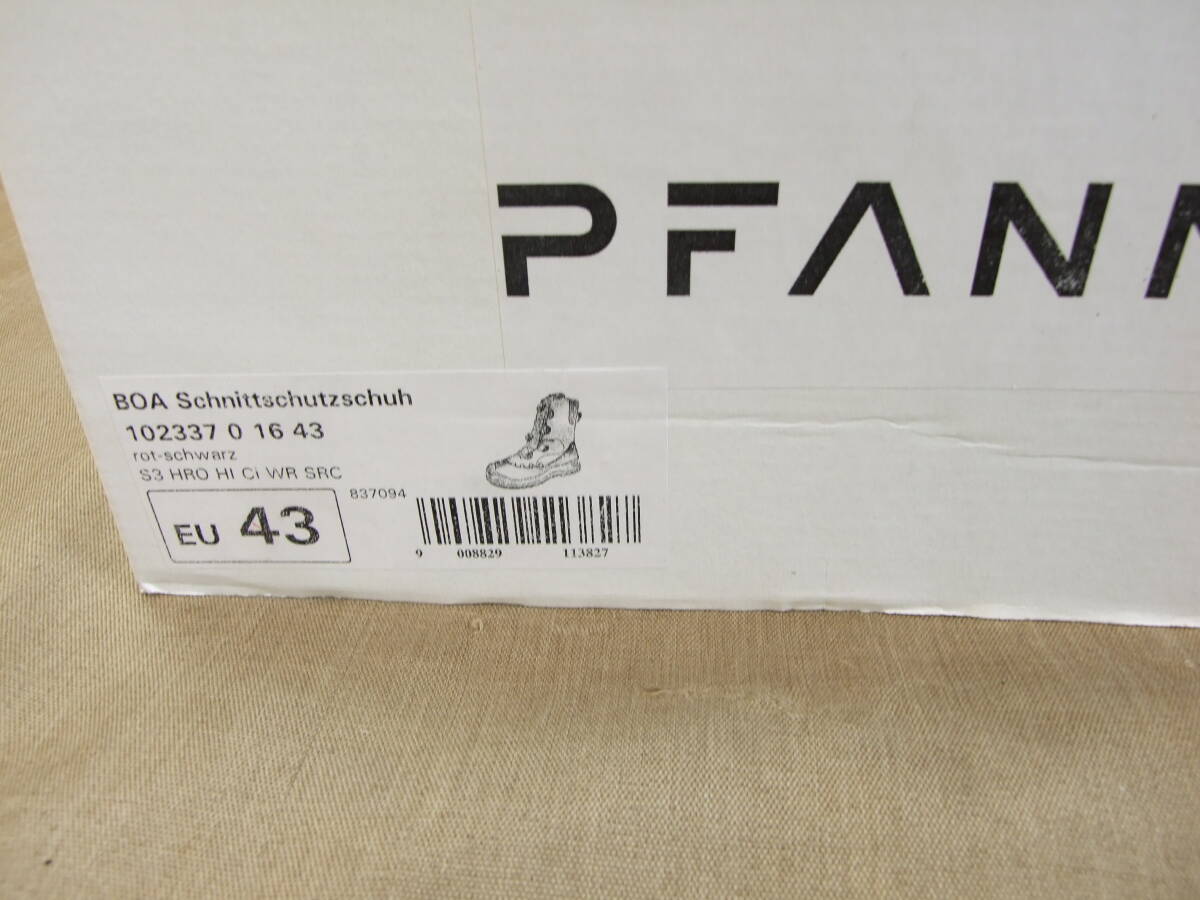 PFANN
BOA Schnittschutzschuh
102337 0 16 43
rot-schwarz
S3 HRO HI Ci WR SRC
837094
EU 43
9 008829 113827